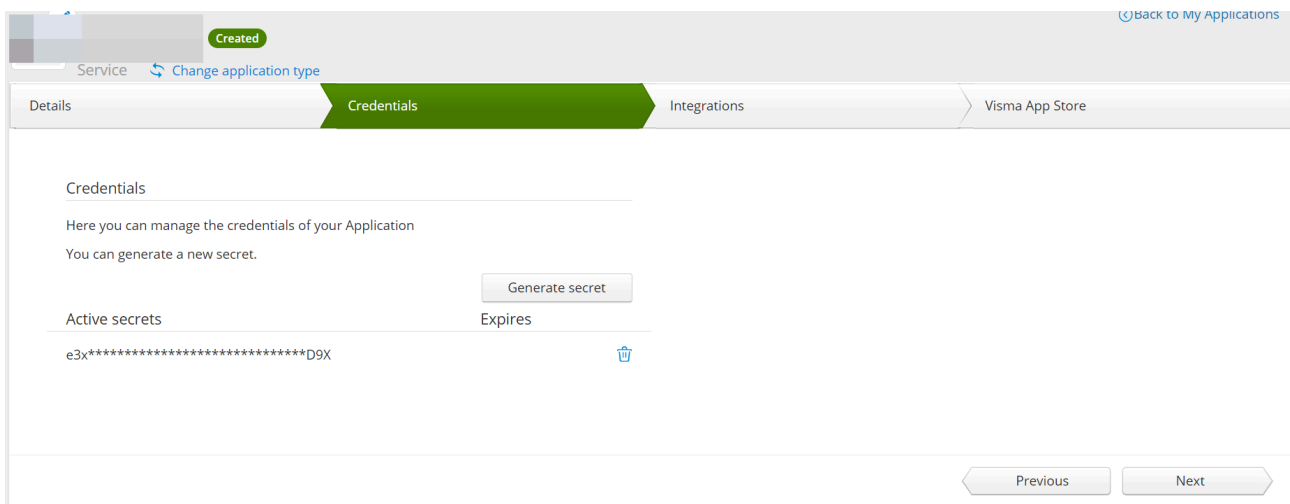 Back to My Applications
Created
Service Change application type
Details Credentials Integrations Visma App Store
Credentials
Here you can manage the credentials of your Application
You can generate a new secret.
Generate secret
Active secrets Expires
e3x******************************D9X
Previous Next